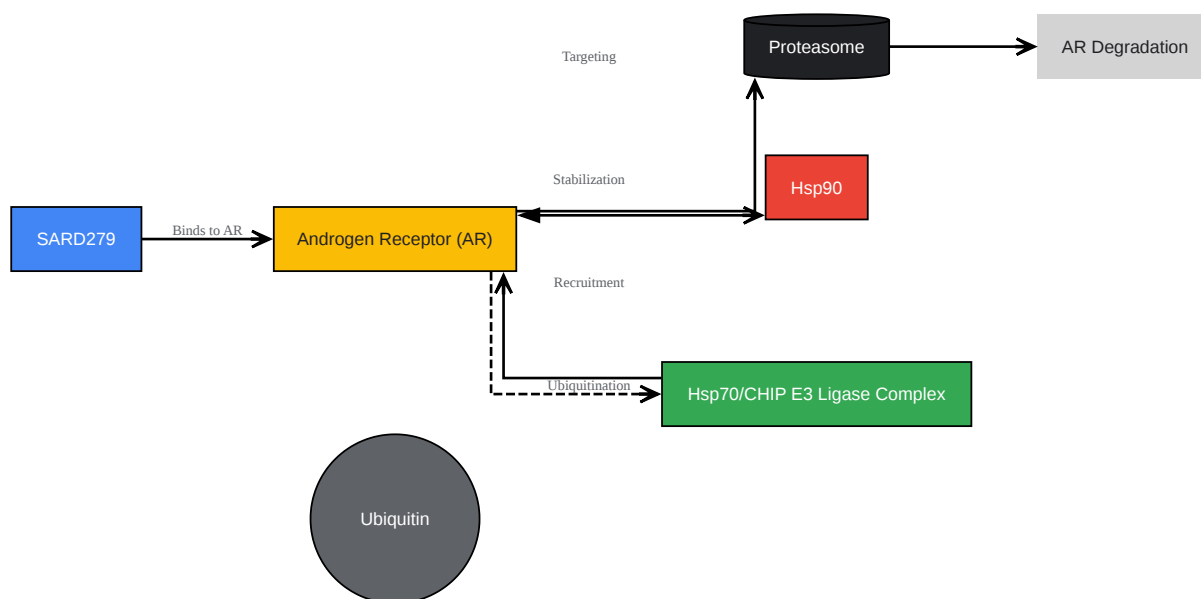 Proteasome
AR Degradation
Targeting
Stabilization
Hsp90
SARD279
Binds to AR
Androgen Receptor (AR)
Recruitment
Ubiquitination
Hsp70/CHIP E3 Ligase Complex
Ubiquitin